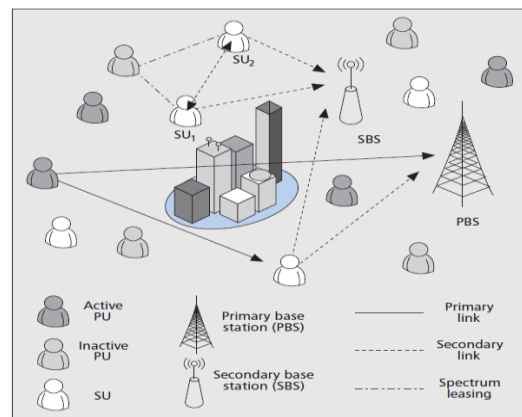 SU2
SU1
SBS
PBS
Active
PU
Primary base
station (PBS)
Primary
link
Inactive
PU
Secondary
link
SU
Secondary base
station (SBS)
Spectrum
leasing